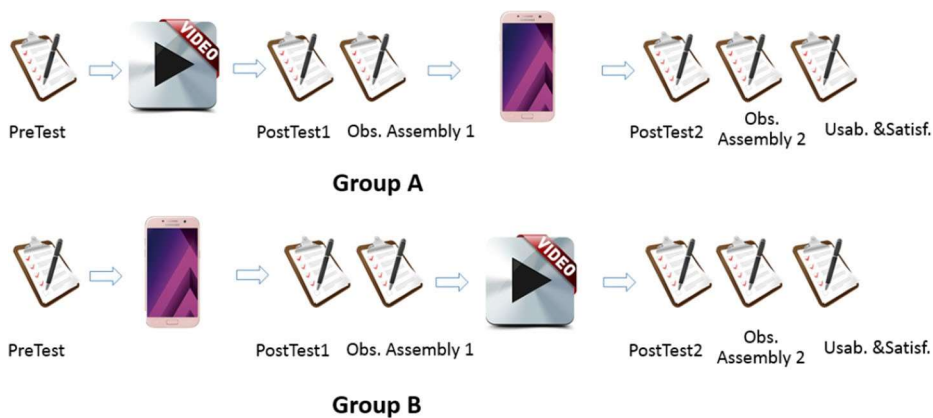 VIDEO
PreTest
PostTest1
Obs. Assembly 1
PostTest2
Obs.
Assembly 2
Usab. &Satisf.
Group A
VIDEO
PreTest
PostTest1
Obs. Assembly 1
PostTest2
Obs.
Assembly 2
Usab. &Satisf.
Group B